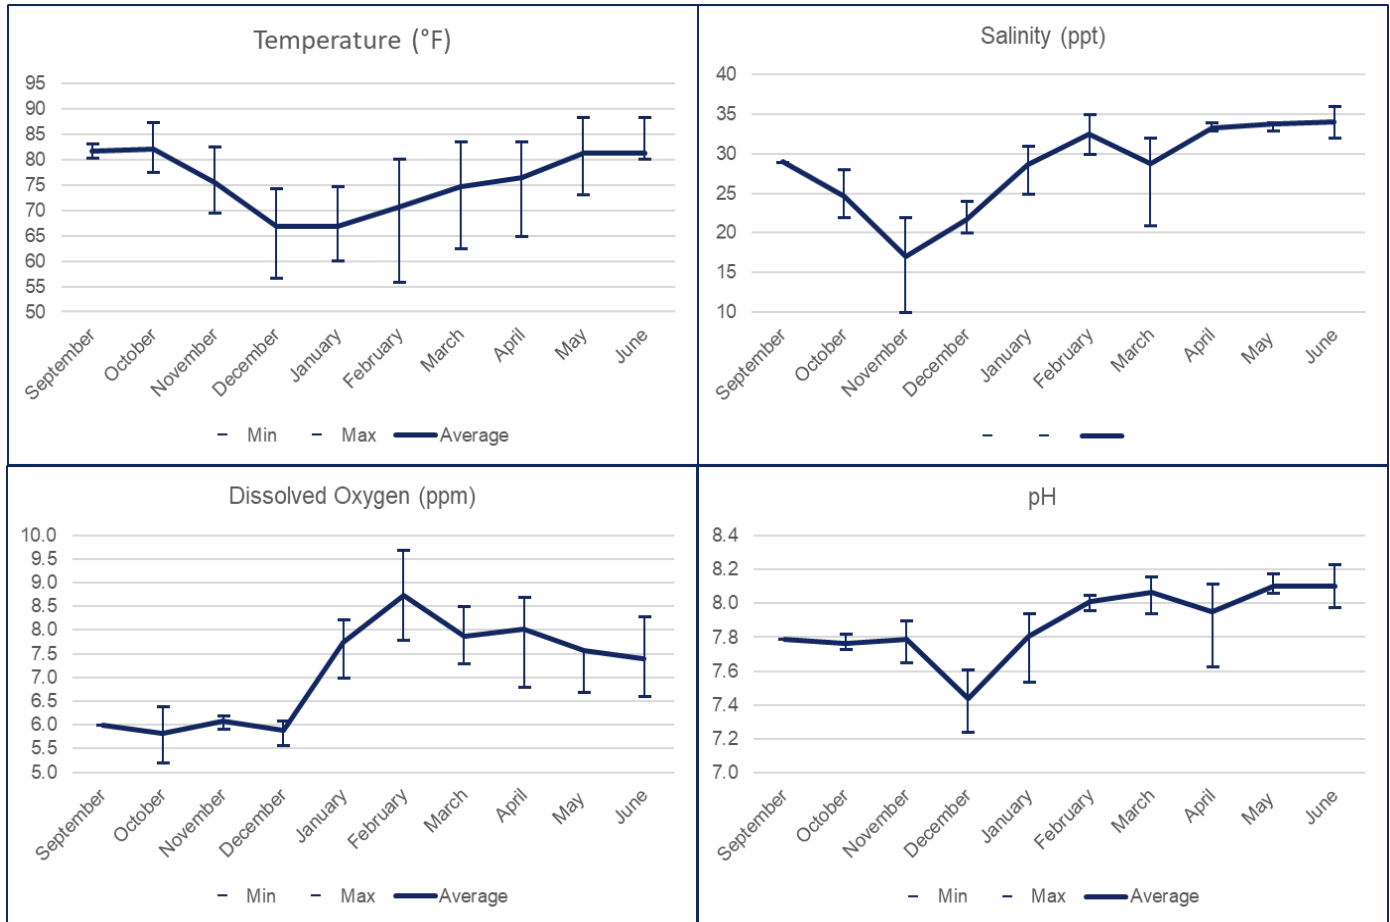 Temperature (°F)
95
90
85
80
75
70
65
60
55
50
September
October
November
December
January
February
March
April
May
June
Min Max Average
Salinity (ppt)
40
35
30
25
20
15
10
September
October
November
December
January
February
March
April
May
June
Dissolved Oxygen (ppm)
10.0
9.5
9.0
8.5
8.0
7.5
7.0
6.5
6.0
5.5
5.0
September
October
November
December
January
February
March
April
May
June
Min Max Average
pH
8.4
8.2
8.0
7.8
7.6
7.4
7.2
7.0
September
October
November
December
January
February
March
April
May
June
Min Max Average